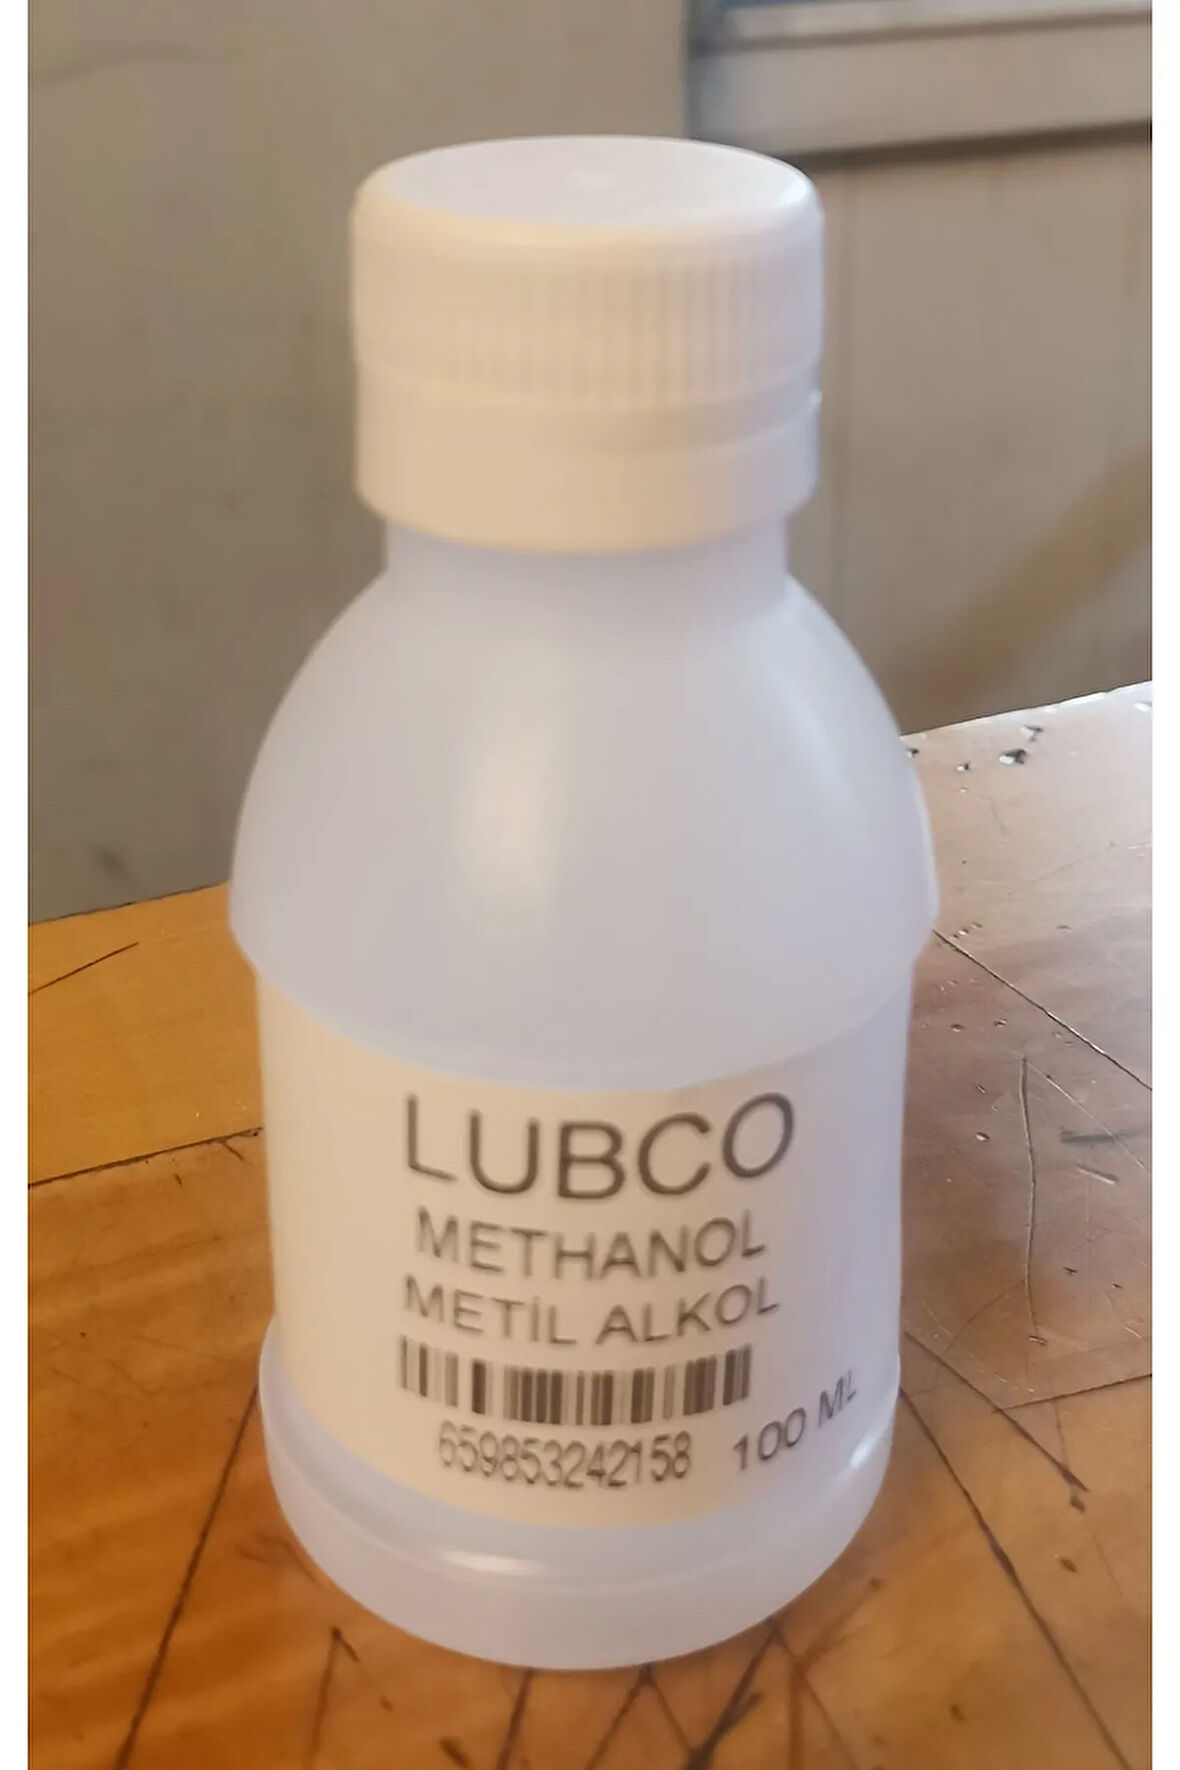 LUBCO
METHANOL
METİL ALKOL
659853242158
100 ML